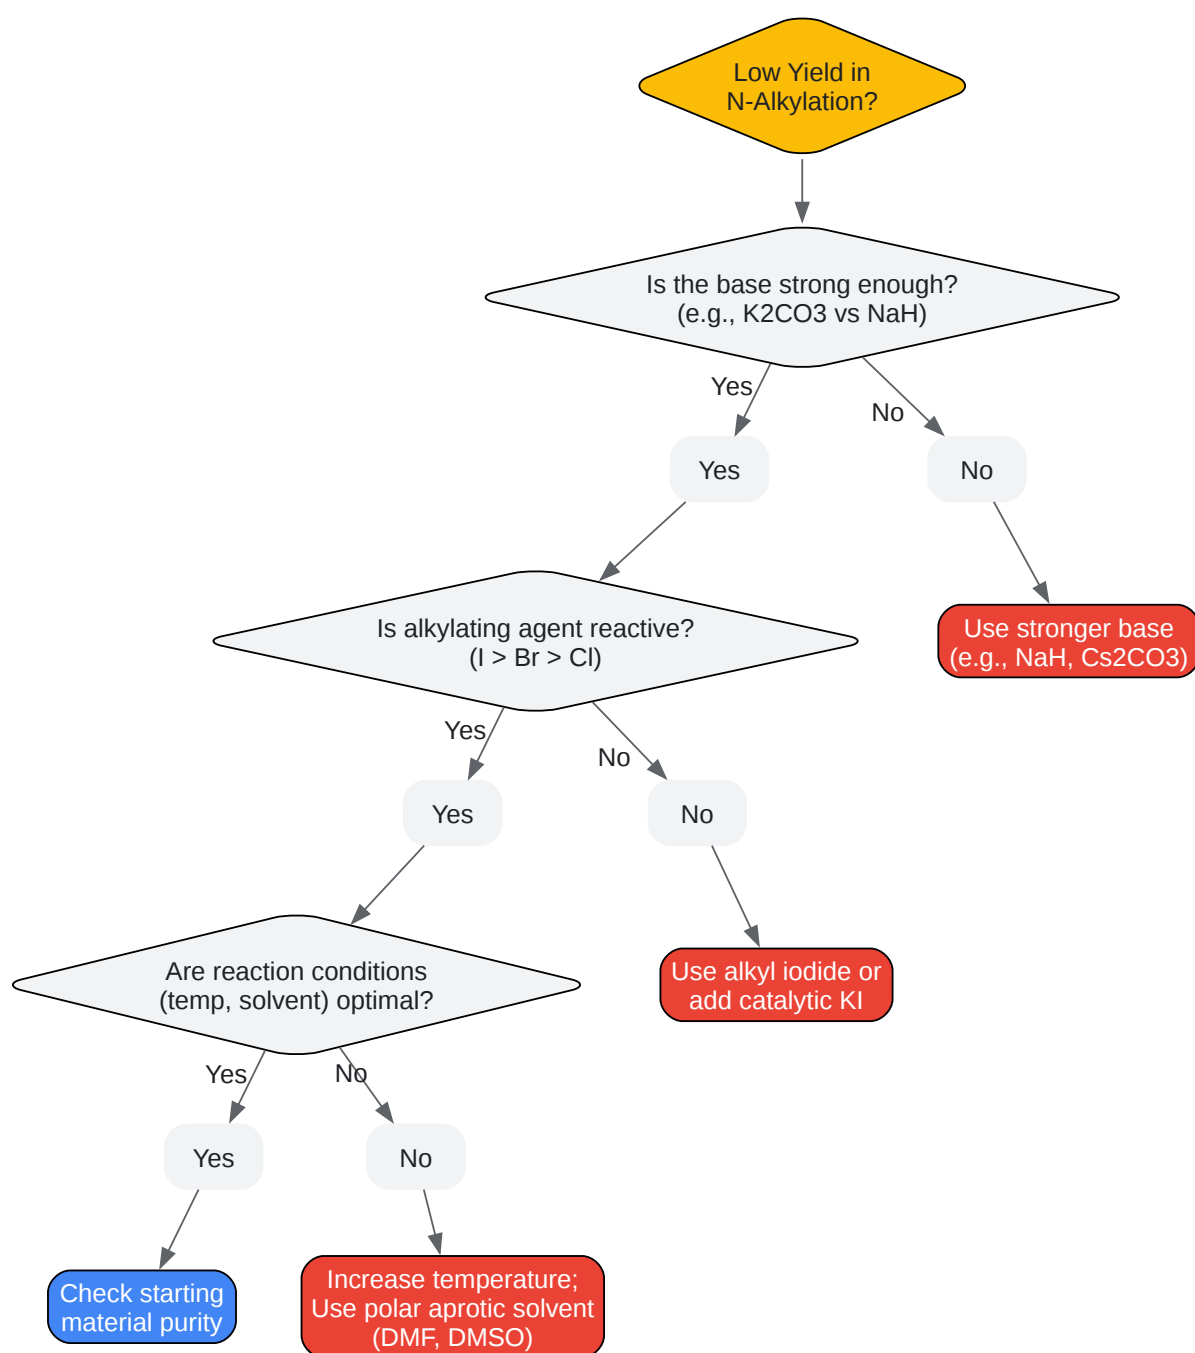 Low Yield in
N-Alkylation?
Is the base strong enough?
(e.g., K2CO3 vs NaH)
Yes
No
Yes
No
Use stronger base
(e.g., NaH, Cs2CO3)
Is alkylating agent reactive?
(I > Br > Cl)
Yes
No
Yes
No
Use alkyl iodide or
add catalytic KI
Are reaction conditions
(temp, solvent) optimal?
Yes
No
Yes
No
Check starting
material purity
Increase temperature;
Use polar aprotic solvent
(DMF, DMSO)